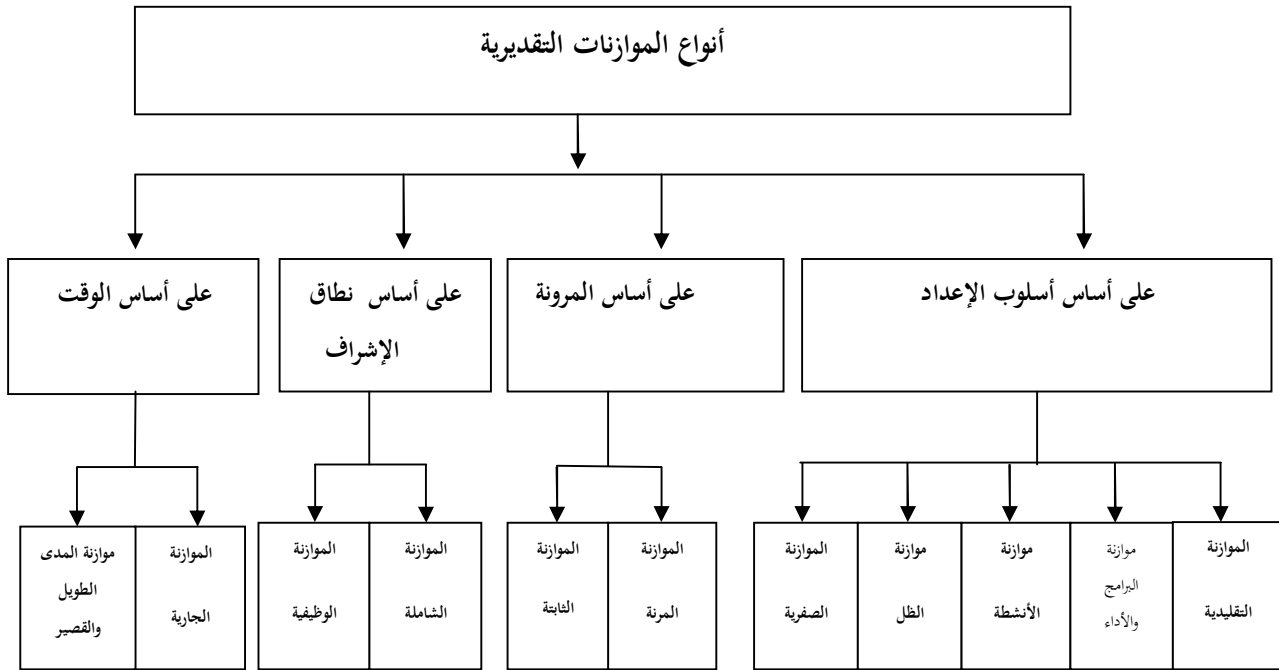 أنواع الموازنات التقديرية
على أساس أسلوب الإعداد
على أساس المرونة
على أساس نطاق
الإشراف
على أساس الوقت
الموازنة
التقليدية
موازنة
البرامج
والأداء
موازنة
الأنشطة
موازنة
الظل
الموازنة
الصفرية
الموازنة
المرنة
الموازنة
الثابتة
الموازنة
الشاملة
الموازنة
الوظيفية
الموازنة
الجارية
موازنة المدى
الطويل
والقصير